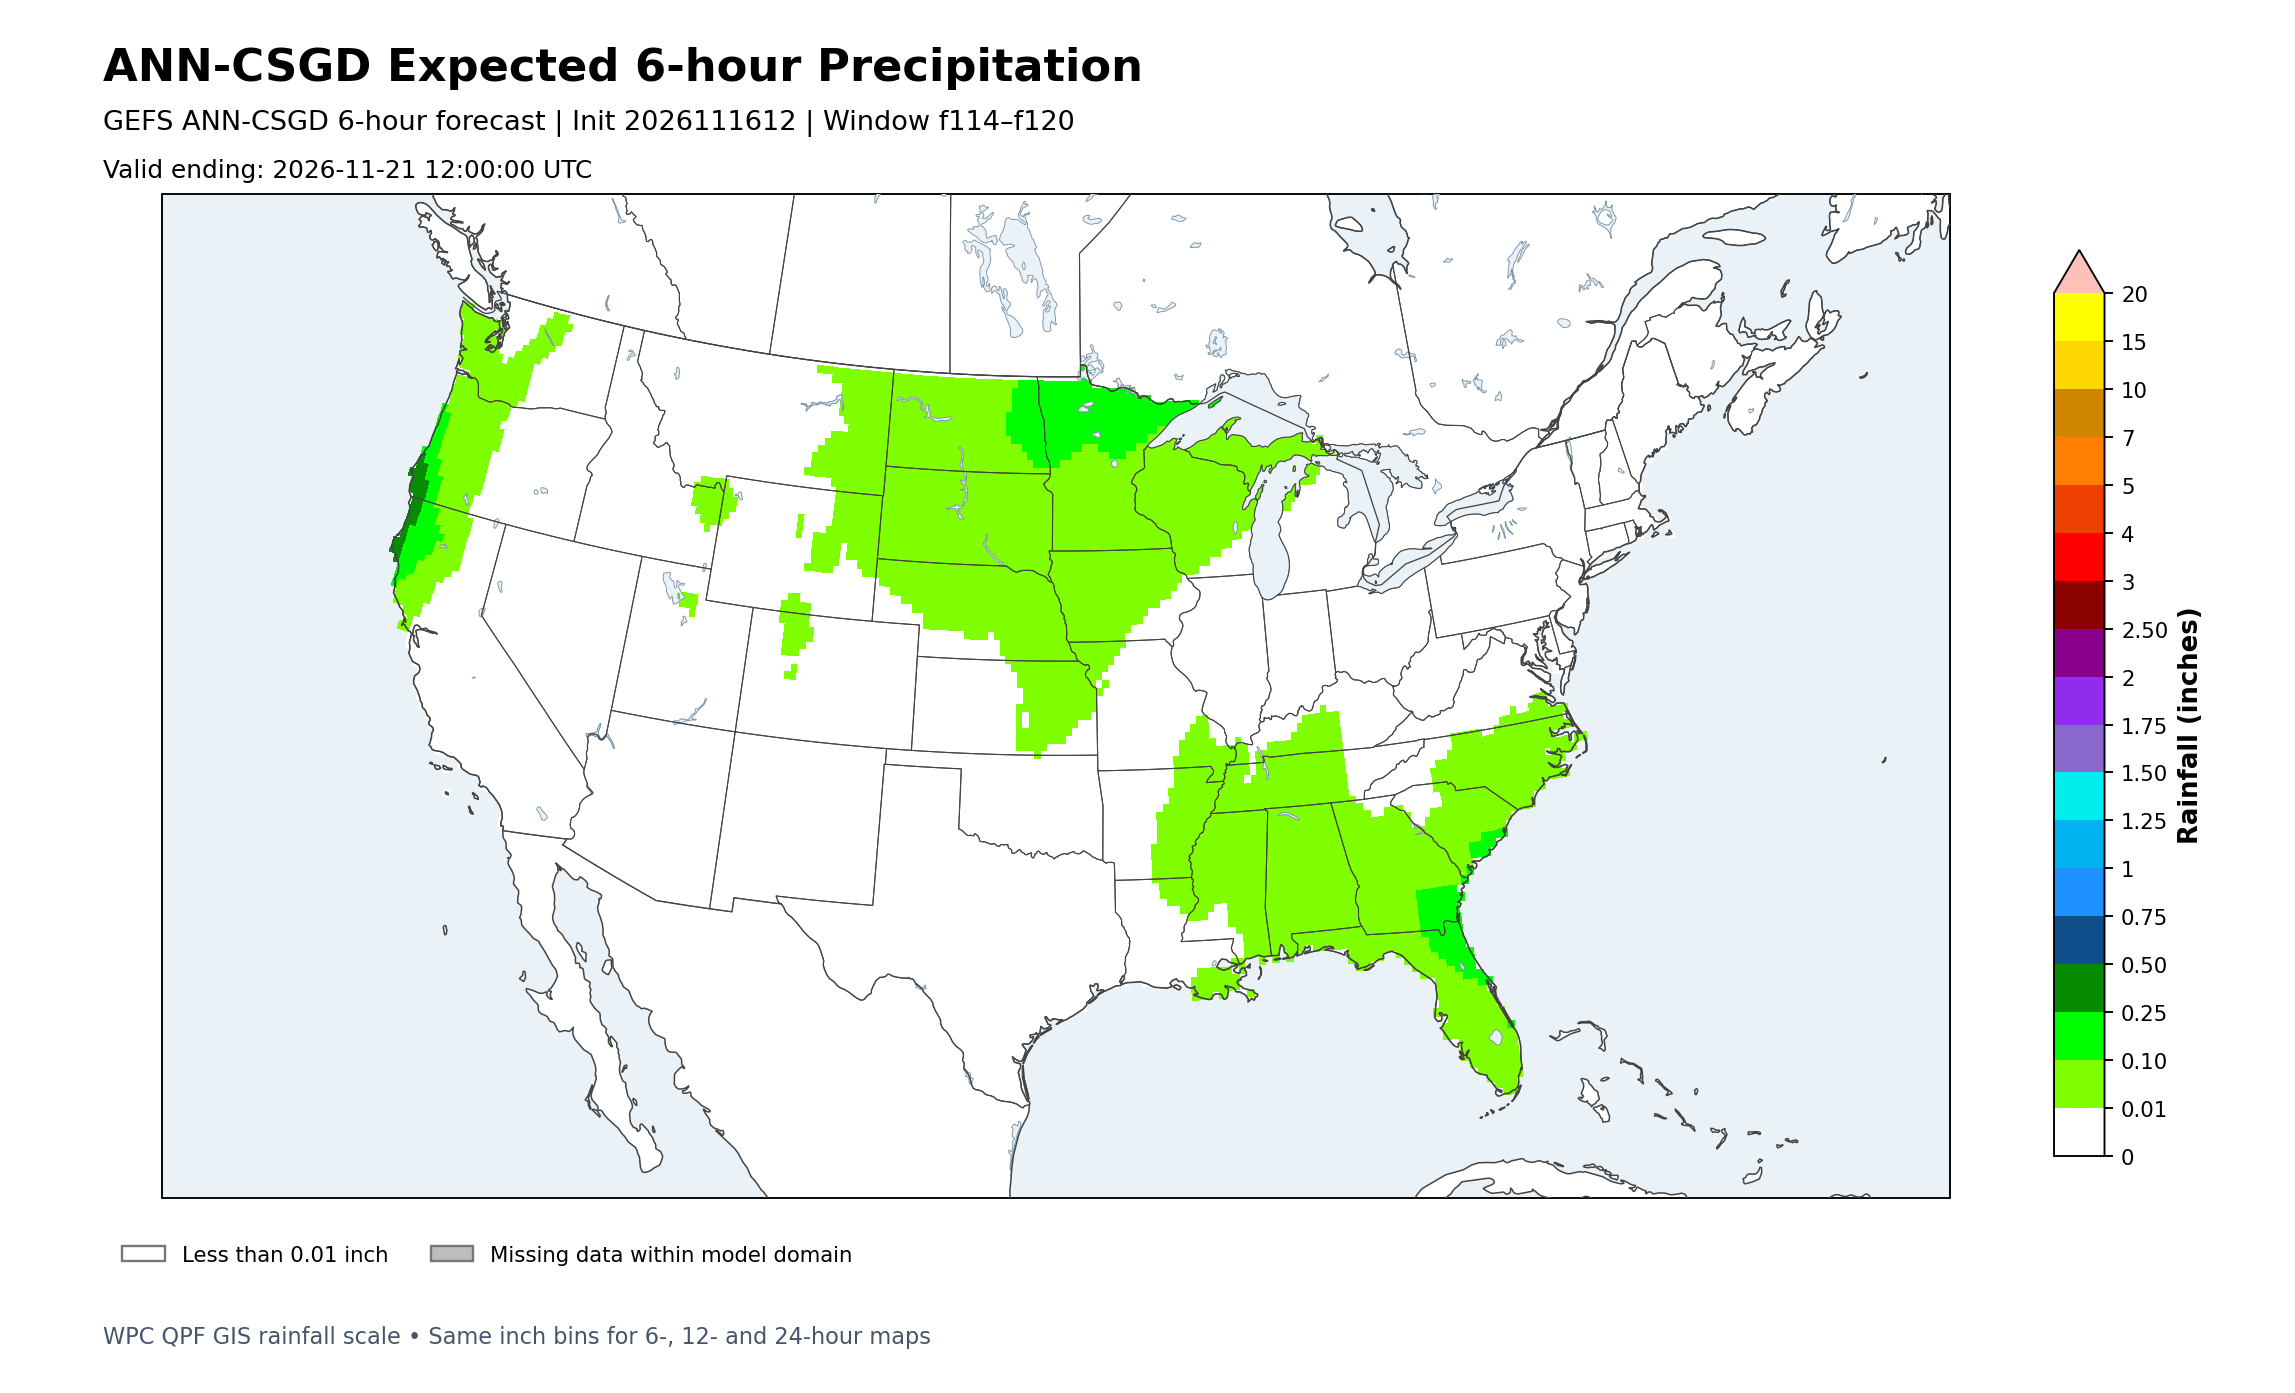 ANN-CSGD Expected 6-hour Precipitation
GEFS ANN-CSGD 6-hour forecast | Init 2026111612 | Window f114–f120
Valid ending: 2026-11-21 12:00:00 UTC
20
15
10
7
5
4
3
2.50
2
1.75
1.50
1.25
1
0.75
0.50
0.25
0.10
0.01
0
Rainfall (inches)
Less than 0.01 inch
Missing data within model domain
WPC QPF GIS rainfall scale • Same inch bins for 6-, 12- and 24-hour maps